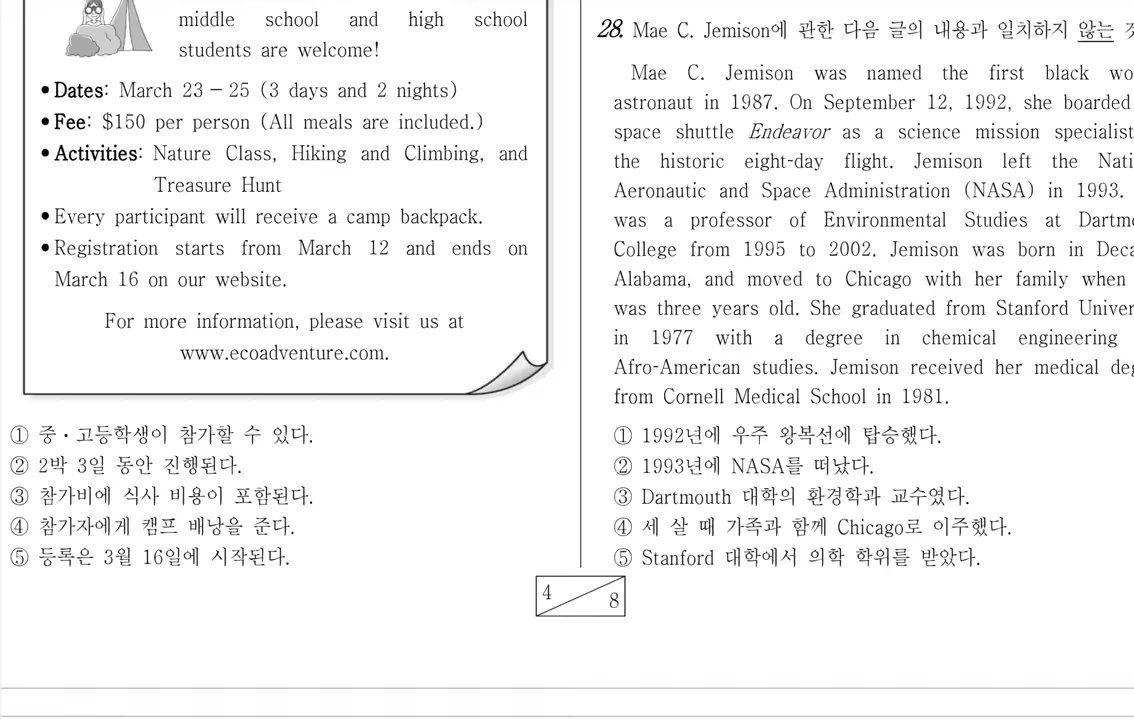 middle school and high school
students are welcome!
• Dates: March 23 – 25 (3 days and 2 nights)
• Fee: $150 per person (All meals are included.)
• Activities: Nature Class, Hiking and Climbing, and
Treasure Hunt
• Every participant will receive a camp backpack.
• Registration starts from March 12 and ends on
March 16 on our website.
For more information, please visit us at
www.ecoadventure.com.
① 중·고등학생이 참가할 수 있다.
② 2박 3일 동안 진행된다.
③ 참가비에 식사 비용이 포함된다.
④ 참가자에게 캠프 배낭을 준다.
⑤ 등록은 3월 16일에 시작된다.
28. Mae C. Jemison에 관한 다음 글의 내용과 일치하지 않는
Mae C. Jemison was named the first black
astronaut in 1987. On September 12, 1992, she boarded
space shuttle Endeavor as a science mission specialist
the historic eight-day flight. Jemison left the
Aeronautic and Space Administration (NASA) in 1993.
was a professor of Environmental Studies at
College from 1995 to 2002. Jemison was born in
Alabama, and moved to Chicago with her family when
was three years old. She graduated from Stanford
in 1977 with a degree in chemical engineering
Afro-American studies. Jemison received her medical
from Cornell Medical School in 1981.
① 1992년에 우주 왕복선에 탑승했다.
② 1993년에 NASA를 떠났다.
③ Dartmouth 대학의 환경학과 교수였다.
④ 세 살 때 가족과 함께 Chicago로 이주했다.
⑤ Stanford 대학에서 의학 학위를 받았다.
4 8